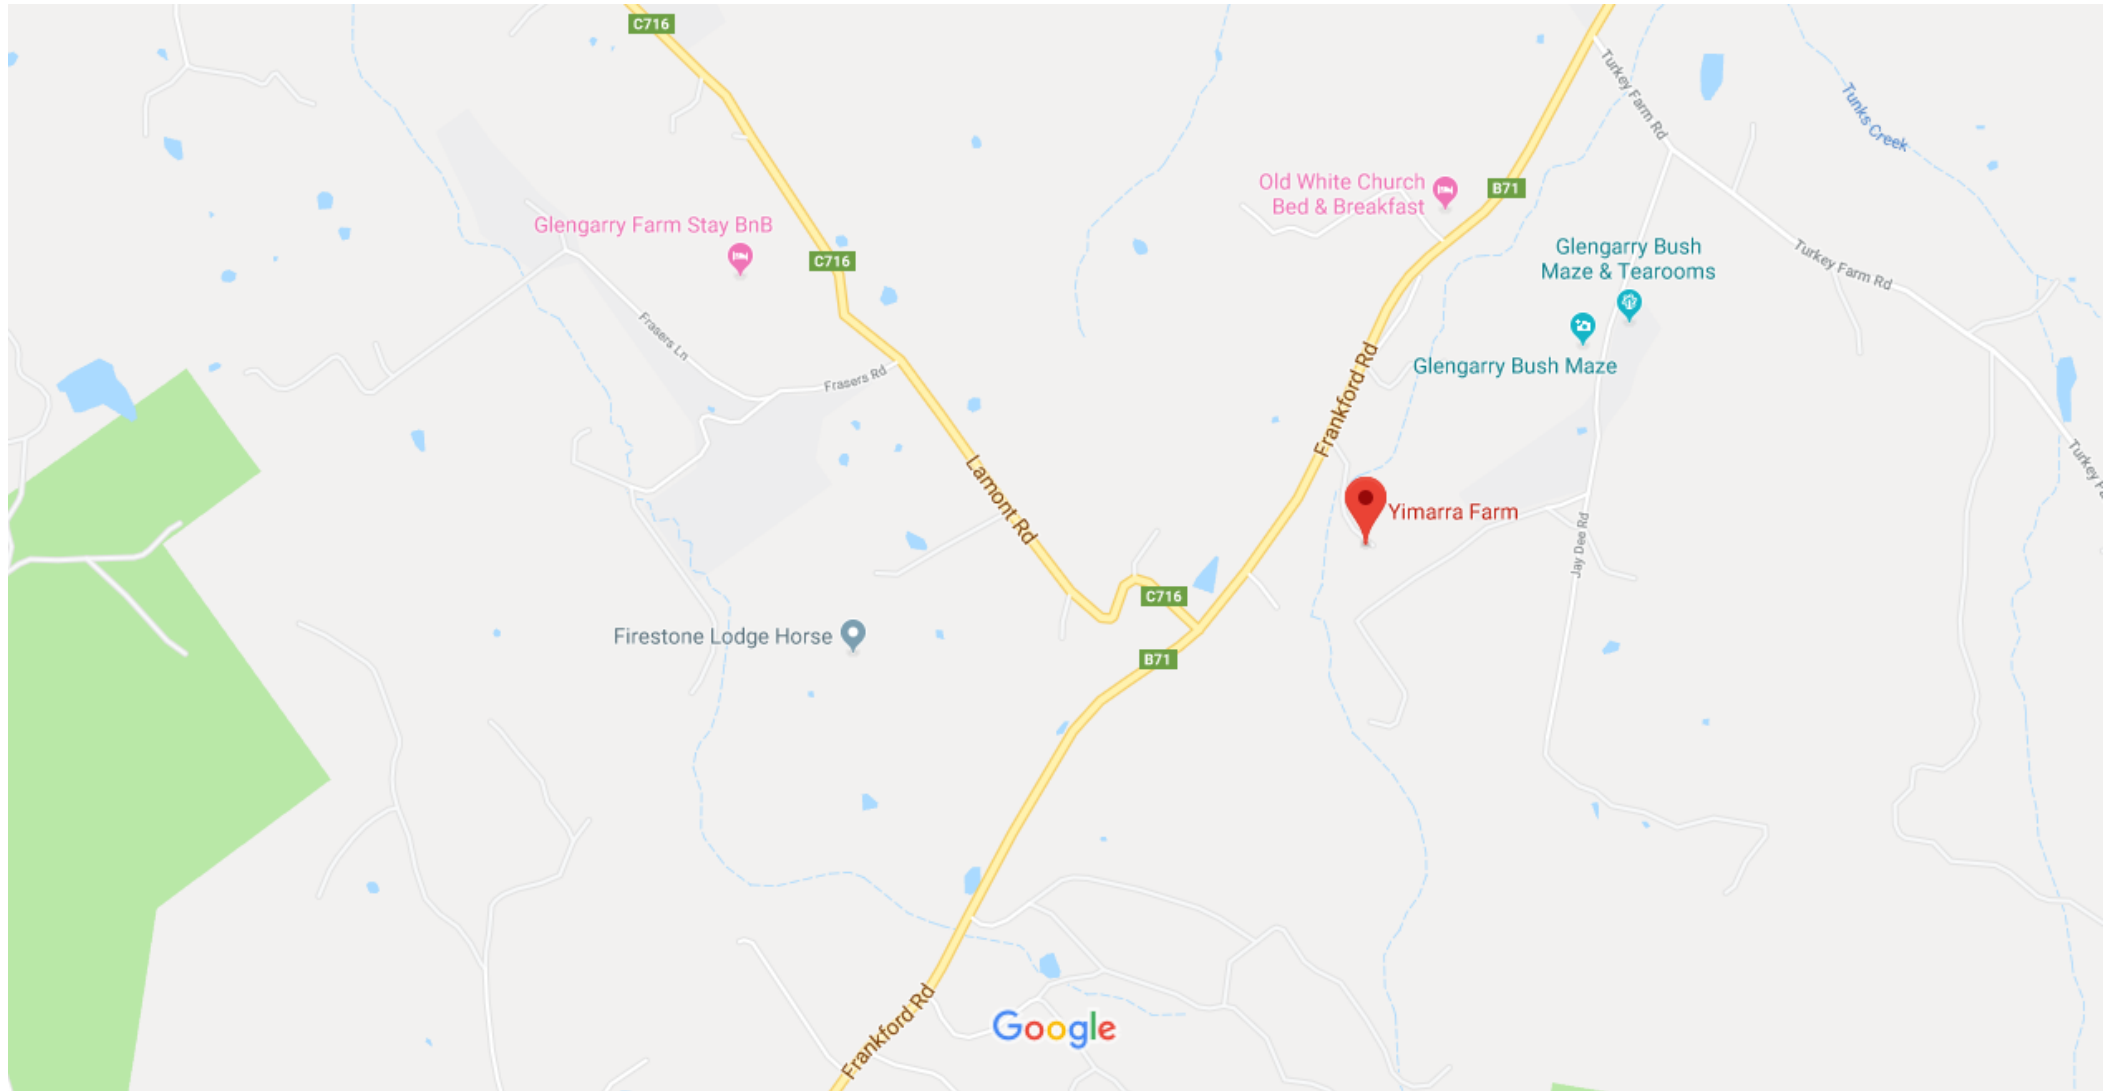 C716
Turkey Farm Rd
Tunks Creek
Old White Church
Bed & Breakfast
B71
Glengarry Farm Stay BnB
C716
Glengarry Bush
Maze & Tearooms
Turkey Farm Rd
Frasers Ln
Frasers Rd
Glengarry Bush Maze
Frankford Rd
Lamont Rd
Yimarra Farm
Turkey Fa
Jay Dee Rd
C716
Firestone Lodge Horse
B71
Frankford Rd
Google